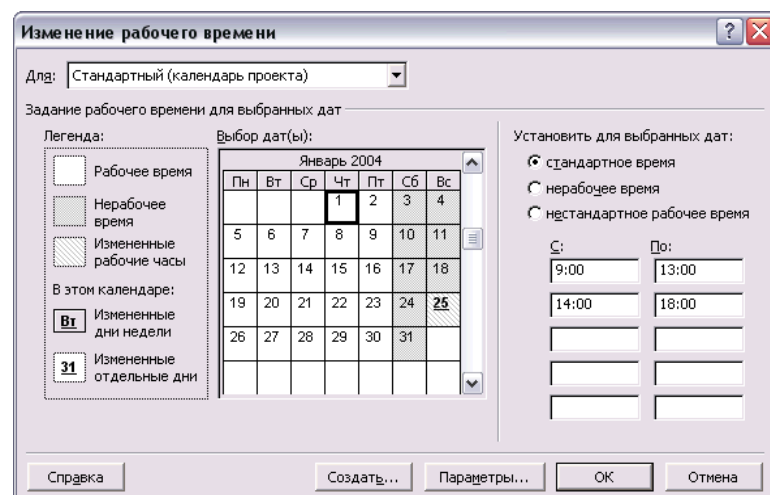 Изменение рабочего времени
Для: Стандартный (календарь проекта)
Задание рабочего времени для выбранных дат
Легенда:
Рабочее время
Нерабочее
время
Измененные
рабочие часы
В этом календаре:
Вт Измененные
дни недели
31 Измененные
отдельные дни
Выбор дат(ы):
Январь 2004
Пн Вт Ср Чт Пт Сб Вс
1 2 3 4
5 6 7 8 9 10 11
12 13 14 15 16 17 18
19 20 21 22 23 24 25
26 27 28 29 30 31
Установить для выбранных дат:
стандартное время
нерабочее время
нестандартное рабочее время
С: По:
9:00 13:00
14:00 18:00
Справка Создать... Параметры... ОК Отмена